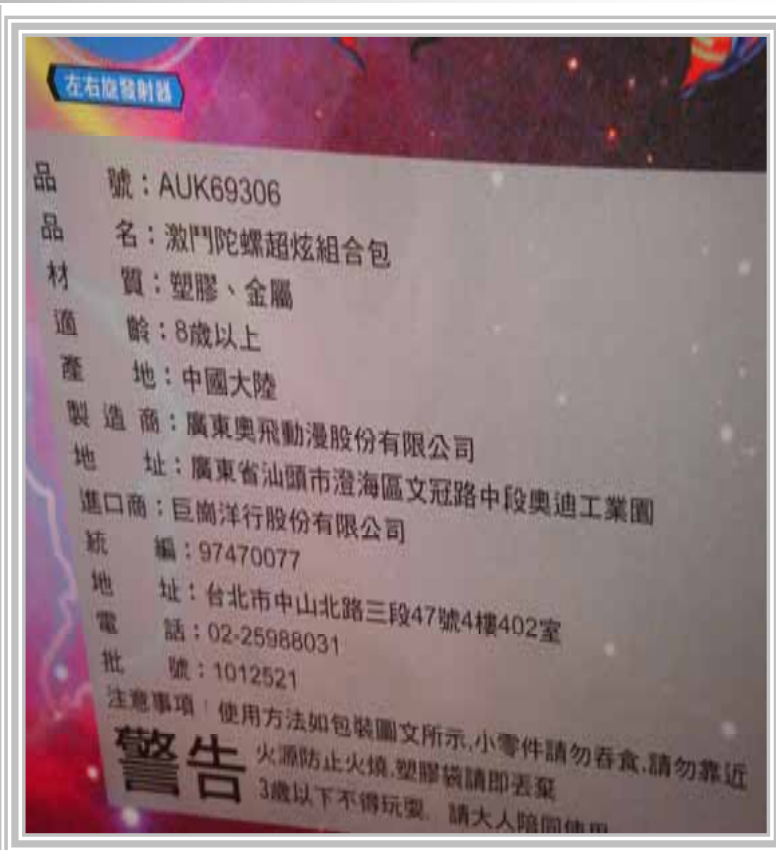 左右旋發射器
品 號：AUK69306
品 名：激鬥陀螺超炫組合包
材 質：塑膠、金屬
適 齡：8歲以上
產 地：中國大陸
製 造 商：廣東奧飛動漫股份有限公司
地 址：廣東省汕頭市澄海區文冠路中段奧迪工業園
進口商：巨崗洋行股份有限公司
統 編：97470077
地 址：台北市中山北路三段47號4樓402室
電 話：02-25988031
批 號：1012521
注意事項：使用方法如包裝圖文所示,小零件請勿吞食,請勿靠近
警告 火源防止火燒,塑膠袋請即丟棄
3歲以下不得玩耍, 請大人陪同使用